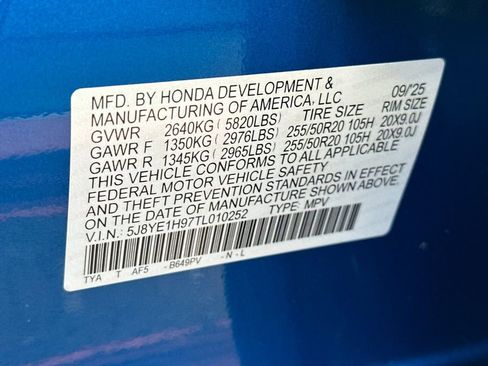 MFD. BY HONDA DEVELOPMENT &
MANUFACTURING OF AMERICA, LLC 09/'25
GVWR 2640KG (5820LBS) TIRE SIZE RIM SIZE
GAWR F 1350KG (2976LBS) 255/50R20 105H 20X9.0J
GAWR R 1345KG (2965LBS) 255/50R20 105H 20X9.0J
THIS VEHICLE CONFORMS TO ALL APPLICABLE
FEDERAL MOTOR VEHICLE SAFETY
AND THEFT PREVENTION STANDARDS IN EFFECT
ON THE DATE OF MANUFACTURE SHOWN ABOVE.
V.I.N.: 5J8YE1H97TL010252 TYPE: MPV
TYA T AF5 - B649PV - N - L